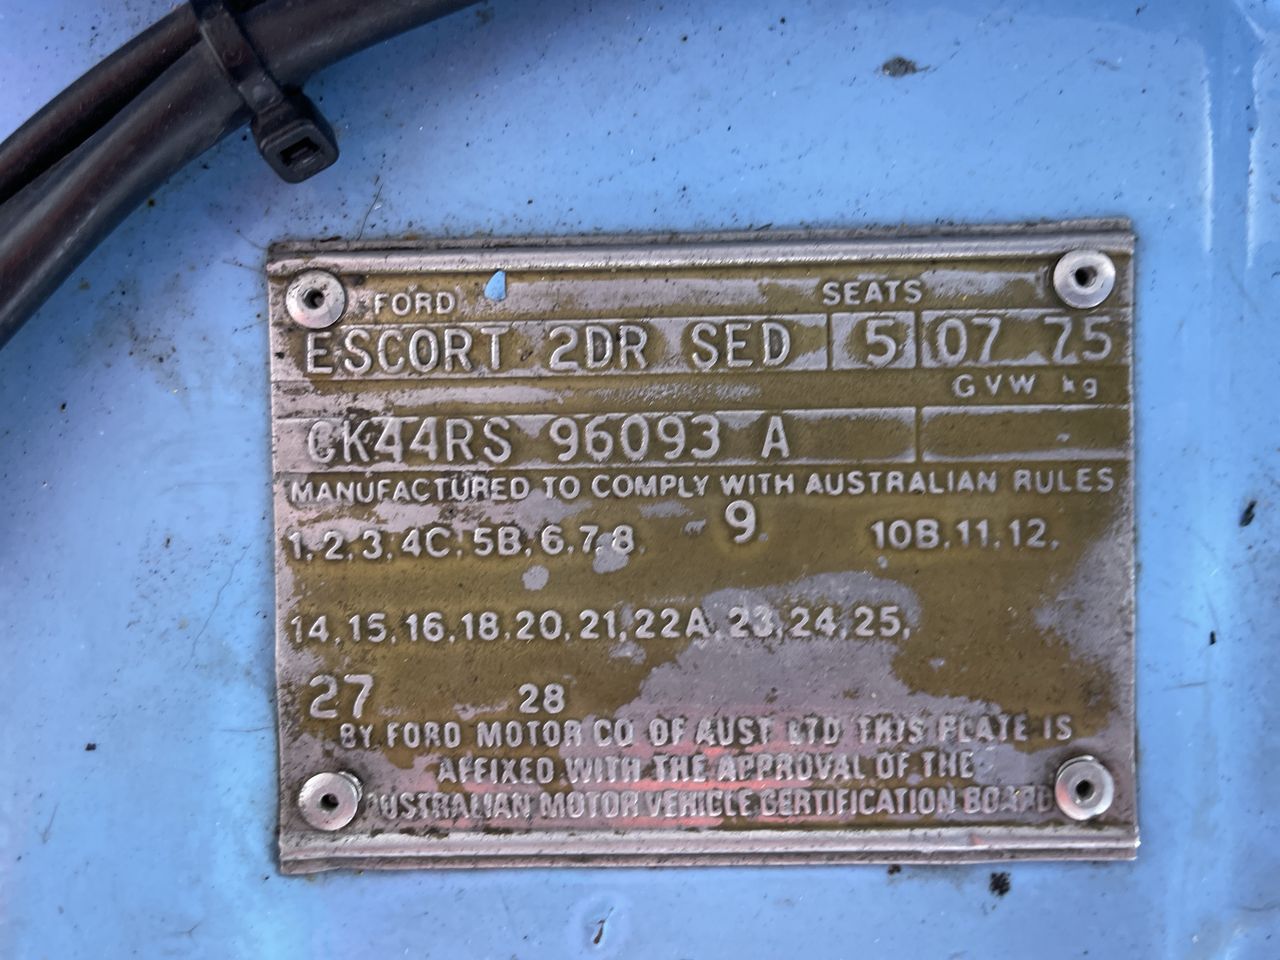 FORD SEATS
ESCORT 2DR SED 5 07 75
GVW kg
CK44RS 96093 A
MANUFACTURED TO COMPLY WITH AUSTRALIAN RULES
1, 2, 3, 4C, 5B, 6, 7, 8, 9. 10B, 11, 12,
14, 15, 16, 18, 20, 21, 22A, 23, 24, 25,
27 28
BY FORD MOTOR CO OF AUST LTD THIS PLATE IS
AFFIXED WITH THE APPROVAL OF THE
AUSTRALIAN MOTOR VEHICLE CERTIFICATION BOARD